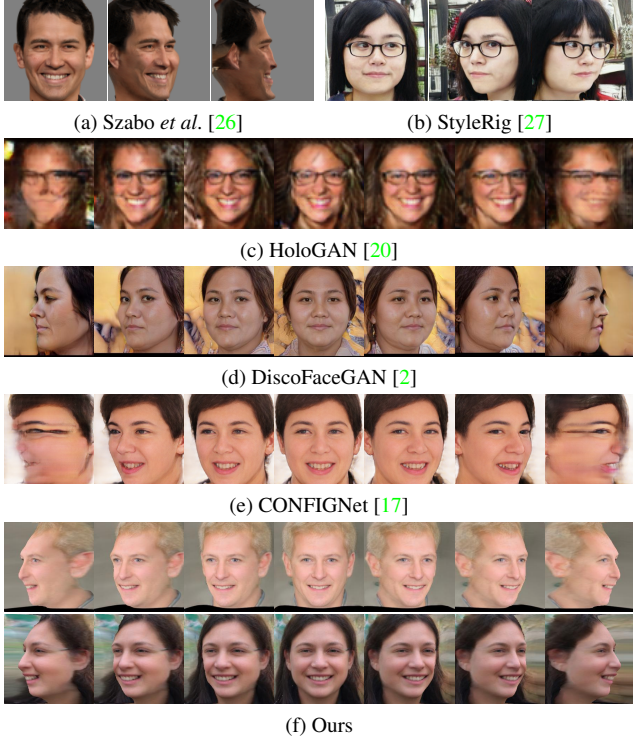 (a) Szabo et al. [26]
(b) StyleRig [27]
(c) HoloGAN [20]
(d) DiscoFaceGAN [2]
(e) CONFIGNet [17]
(f) Ours